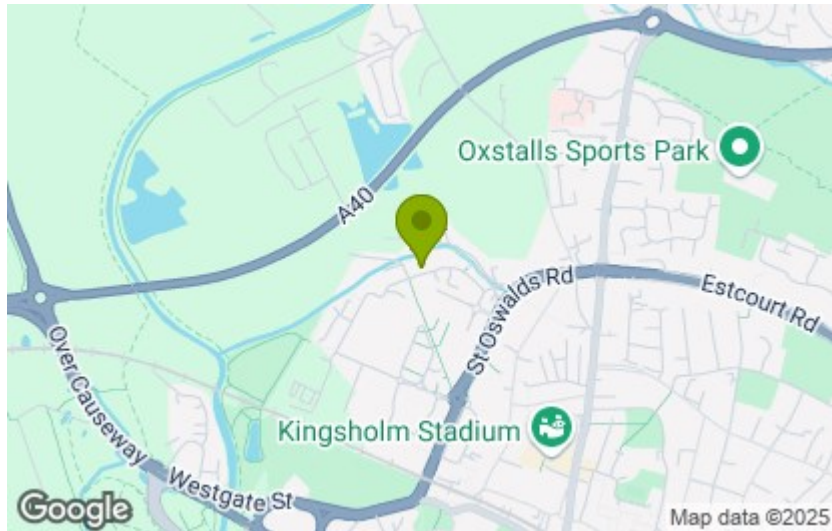 Oxstalls Sports Park
A40
St Oswalds Rd
Estcourt Rd
Over Causeway
Kingsholm Stadium
Westgate St
Google
Map data ©2025